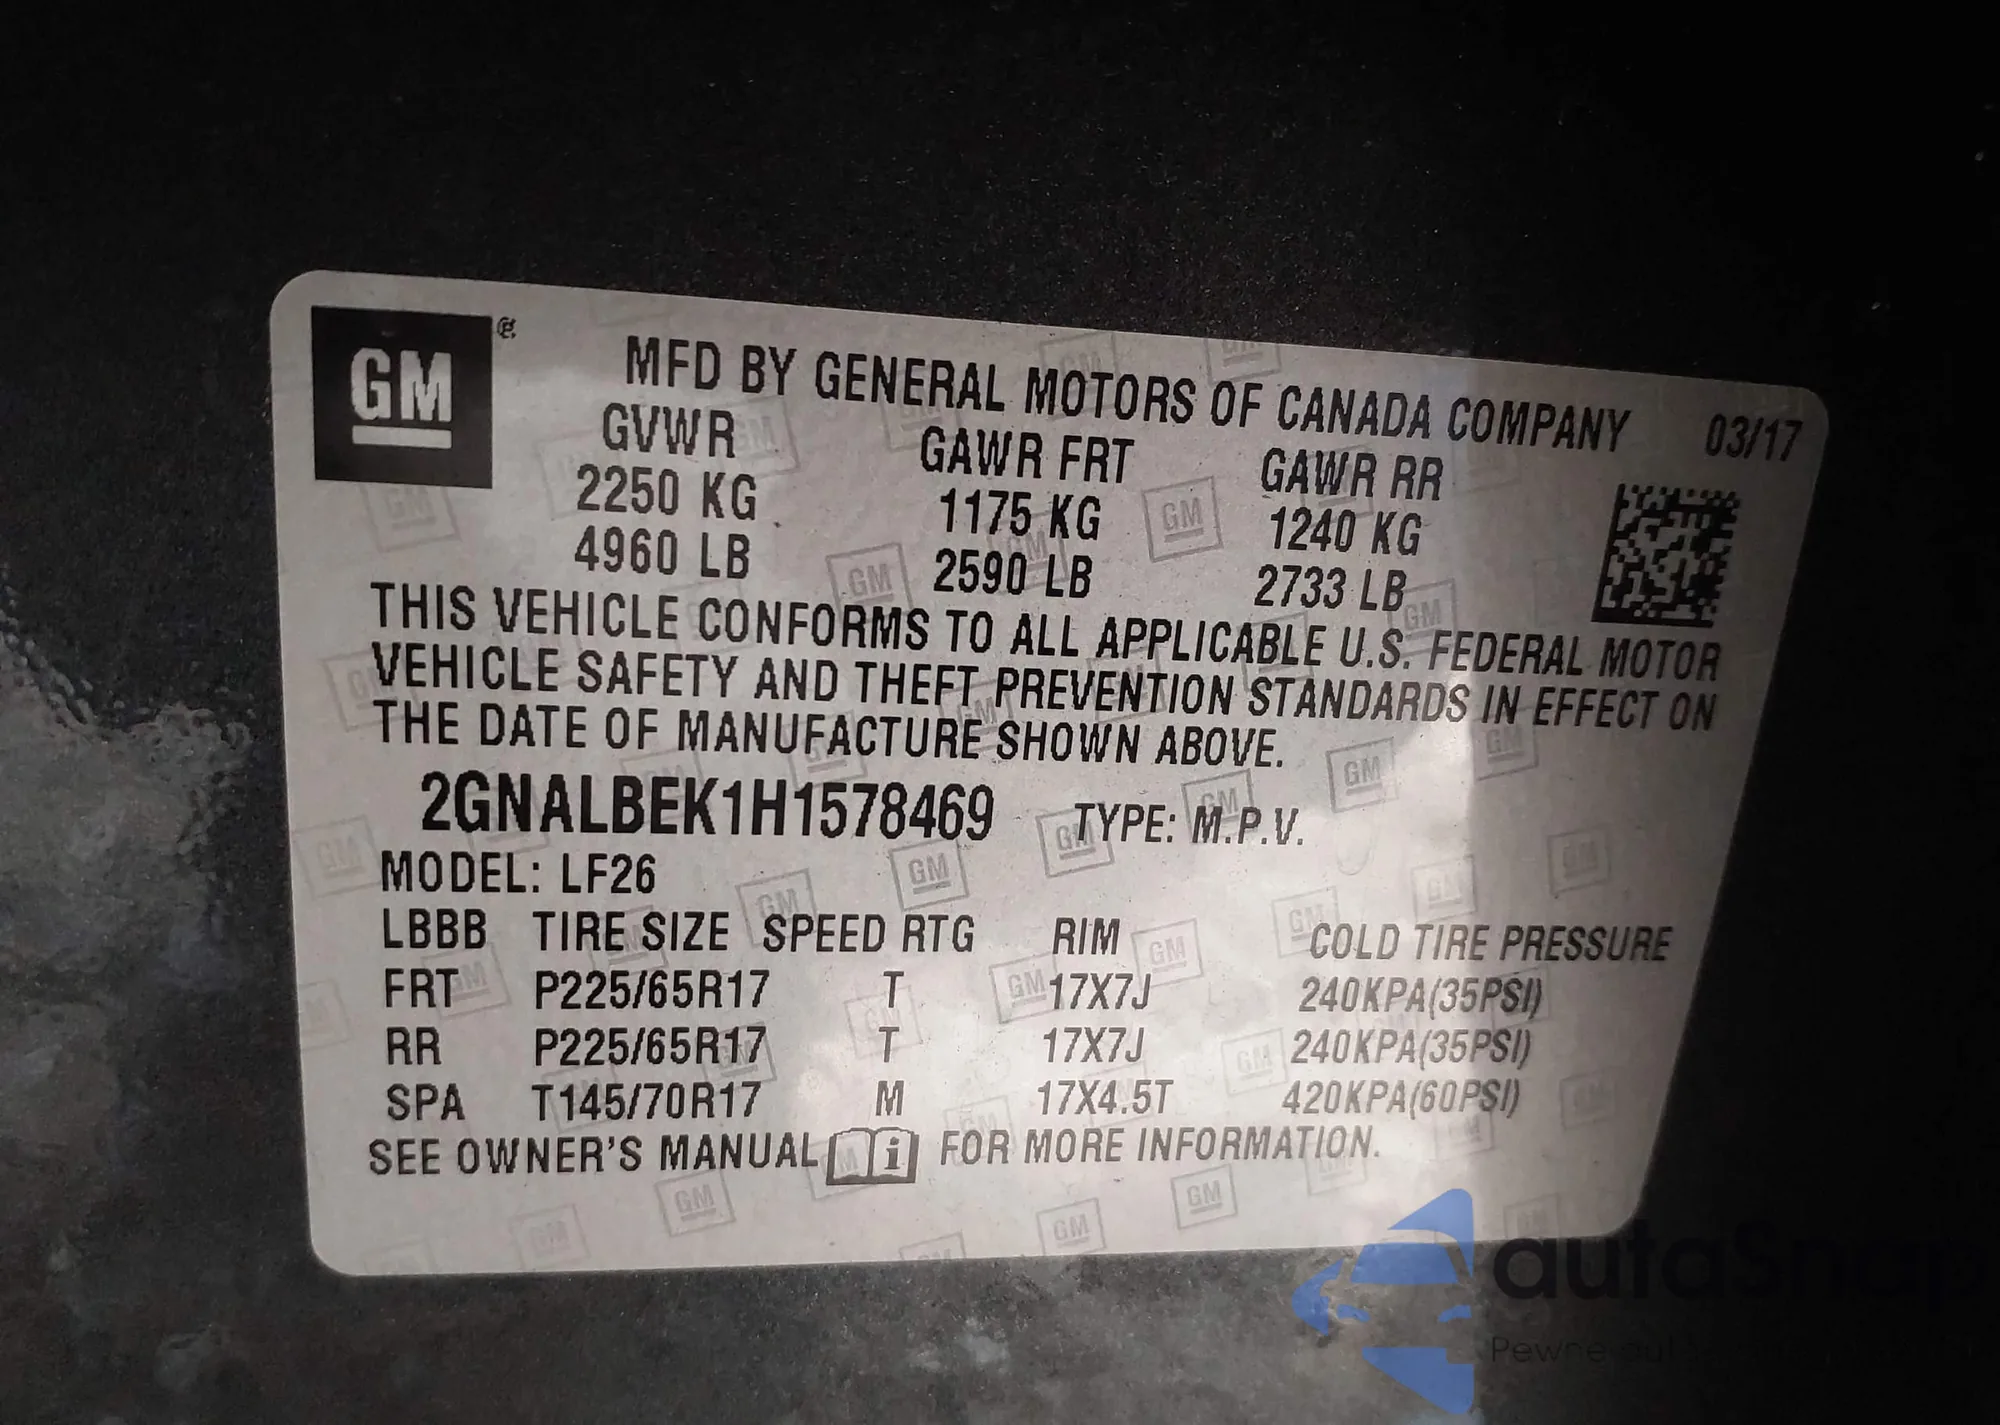 GM
MFD BY GENERAL MOTORS OF CANADA COMPANY 03/17
GVWR GAWR FRT GAWR RR
2250 KG 1175 KG 1240 KG
4960 LB 2590 LB 2733 LB
THIS VEHICLE CONFORMS TO ALL APPLICABLE U.S. FEDERAL MOTOR
VEHICLE SAFETY AND THEFT PREVENTION STANDARDS IN EFFECT ON
THE DATE OF MANUFACTURE SHOWN ABOVE.
2GNALBEK1H1578469 TYPE: M.P.V.
MODEL: LF26
LBBB TIRE SIZE SPEED RTG RIM COLD TIRE PRESSURE
FRT P225/65R17 T 17X7J 240KPA(35PSI)
RR P225/65R17 T 17X7J 240KPA(35PSI)
SPA T145/70R17 M 17X4.5T 420KPA(60PSI)
SEE OWNER'S MANUAL FOR MORE INFORMATION.
autaShop
Pewne